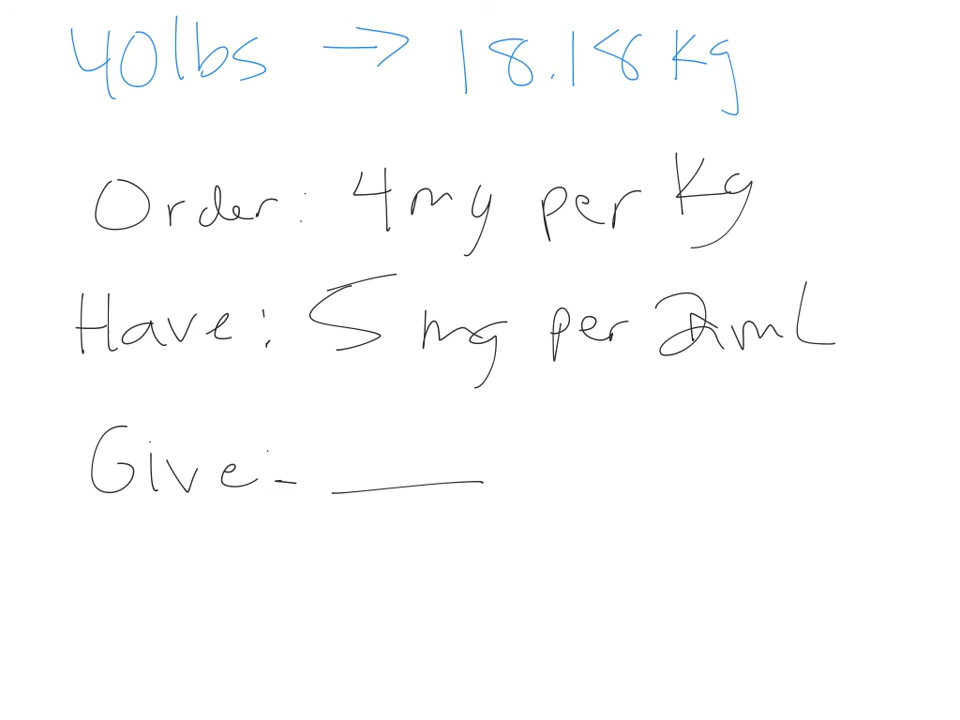 40lbs → 18.18 Kg
Order: 4mg per Kg
Have: 5 mg per 2mL
Give: - ____